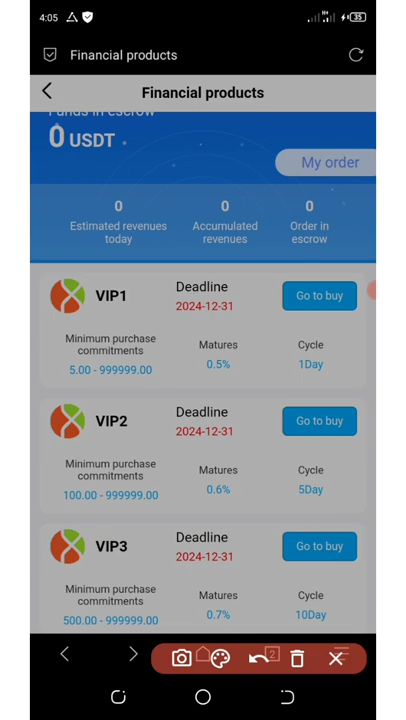 4:05
35
Financial products
Financial products
Funds in escrow
0 USDT
My order
0
0
0
Estimated revenues today
Accumulated revenues
Order in escrow
VIP1
Deadline
2024-12-31
Go to buy
Minimum purchase commitments
5.00 - 999999.00
Matures
0.5%
Cycle
1Day
VIP2
Deadline
2024-12-31
Go to buy
Minimum purchase commitments
100.00 - 999999.00
Matures
0.6%
Cycle
5Day
VIP3
Deadline
2024-12-31
Go to buy
Minimum purchase commitments
500.00 - 999999.00
Matures
0.7%
Cycle
10Day
2